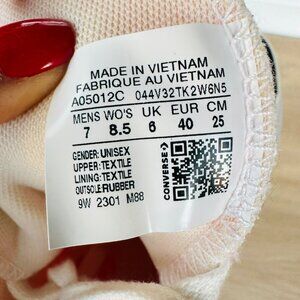 MADE IN VIETNAM
FABRIQUE AU VIETNAM
A05012C 044V32TK2W6N5
MENS WO'S UK EUR CM
7 8.5 6 40 25
GENDER:UNISEX
UPPER:TEXTILE
LINING:TEXTILE
OUTSOLE:RUBBER
9W 2301 M88
CONVERSE